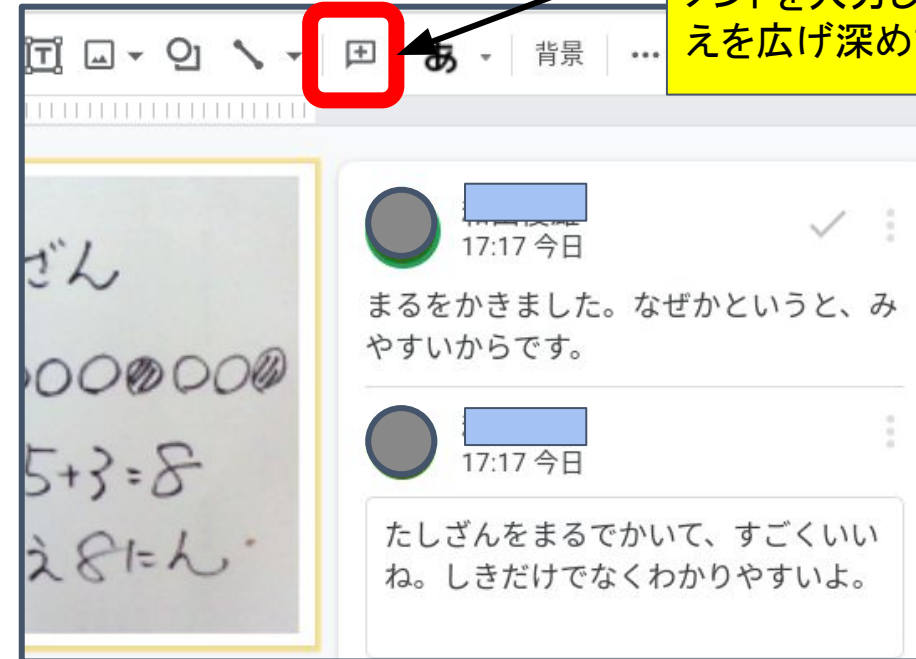 えを広げ深めて
あ
背景
17:17 今日
まるをかきました。なぜかというと、み
やすいからです。
17:17 今日
たしざんをまるでかいて、すごくいい
ね。しきだけでなくわかりやすいよ。
ざん
5+3=8
え 8にん